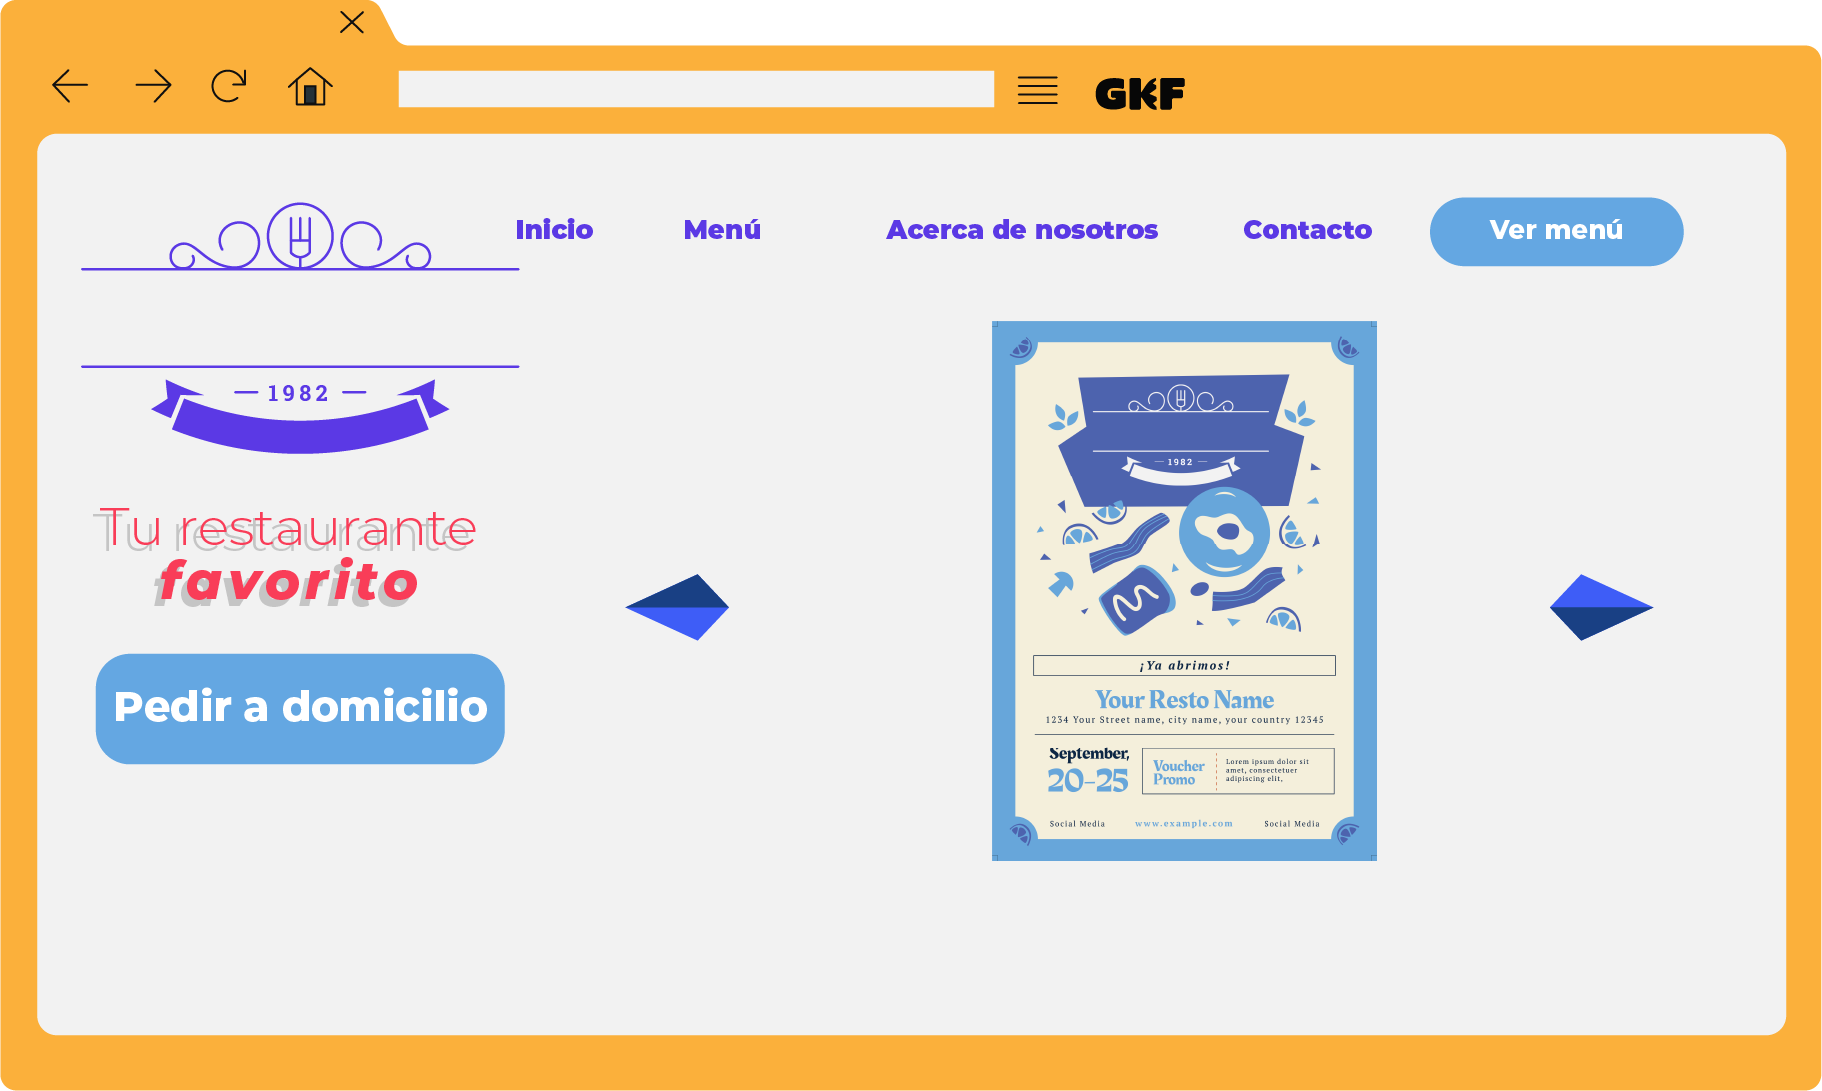 GKF
Inicio Menú Acerca de nosotros Contacto Ver menú
1982
Tu restaurante
favorito
Pedir a domicilio
1982
¡Ya abrimos!
Your Resto Name
1234 Your Street name, city name, your country 12345
September,
20-25
Voucher
Promo
Lorem ipsum dolor sit
amet, consectetuer
adipiscing elit,
Social Media www.example.com Social Media